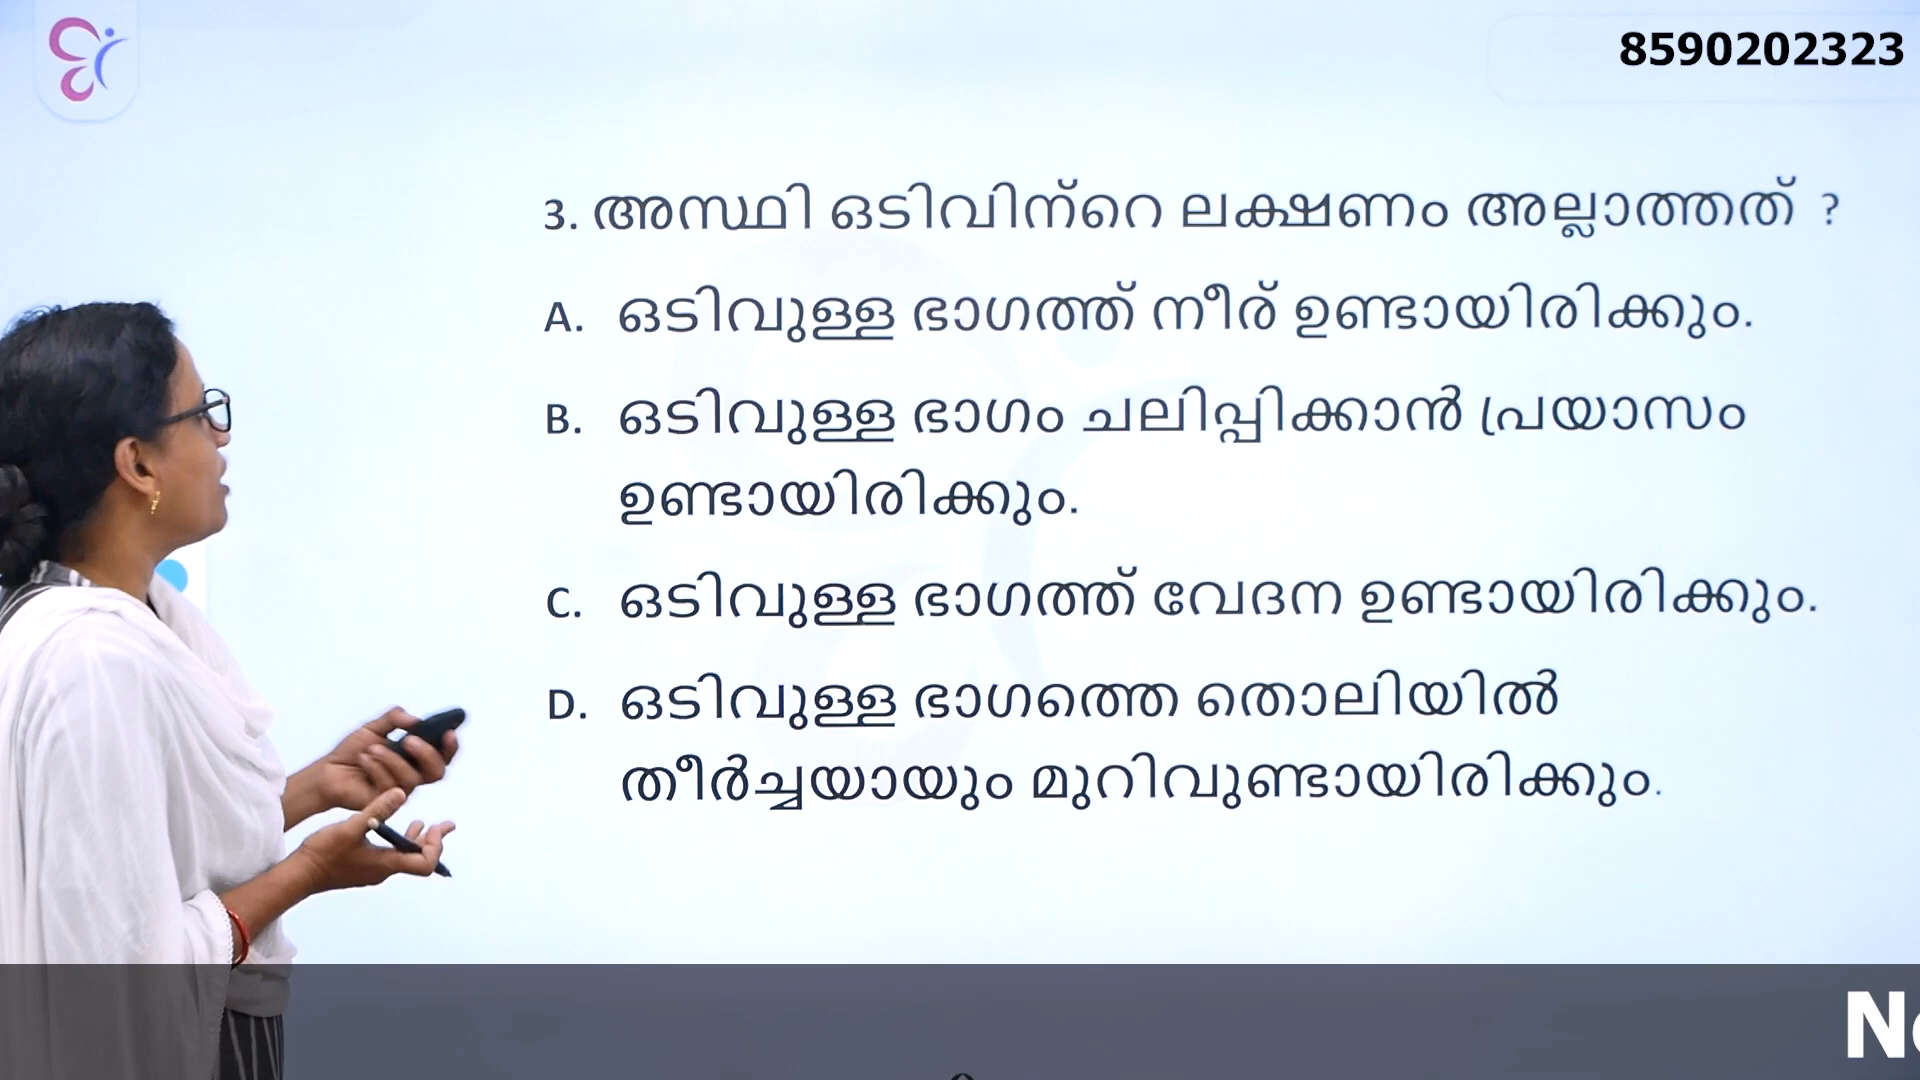 8590202323
3. അസ്ഥി ഒടിവിന്റെ ലക്ഷണം അല്ലാത്തത് ?
A. ഒടിവുള്ള ഭാഗത്ത് നീര് ഉണ്ടായിരിക്കും.
B. ഒടിവുള്ള ഭാഗം ചലിപ്പിക്കാൻ പ്രയാസം
ഉണ്ടായിരിക്കും.
C. ഒടിവുള്ള ഭാഗത്ത് വേദന ഉണ്ടായിരിക്കും.
D. ഒടിവുള്ള ഭാഗത്തെ തൊലിയിൽ
തീർച്ചയായും മുറിവുണ്ടായിരിക്കും.